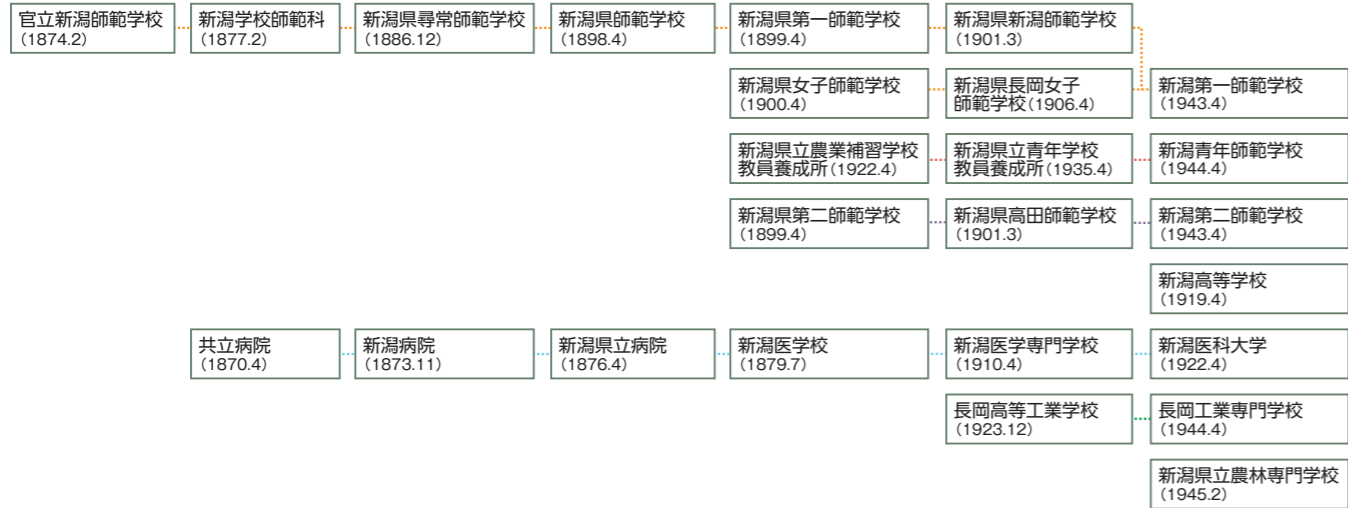 官立新潟師範学校
（1874.2）
新潟学校師範科
（1877.2）
新潟県尋常師範学校
（1886.12）
新潟県師範学校
（1898.4）
新潟県第一師範学校
（1899.4）
新潟県新潟師範学校
（1901.3）
新潟県女子師範学校
（1900.4）
新潟県長岡女子
師範学校（1906.4）
新潟第一師範学校
（1943.4）
新潟県立農業補習学校
教員養成所（1922.4）
新潟県立青年学校
教員養成所（1935.4）
新潟青年師範学校
（1944.4）
新潟県第二師範学校
（1899.4）
新潟県高田師範学校
（1901.3）
新潟第二師範学校
（1943.4）
新潟高等学校
（1919.4）
共立病院
（1870.4）
新潟病院
（1873.11）
新潟県立病院
（1876.4）
新潟医学校
（1879.7）
新潟医学専門学校
（1910.4）
新潟医科大学
（1922.4）
長岡高等工業学校
（1923.12）
長岡工業専門学校
（1944.4）
新潟県立農林専門学校
（1945.2）